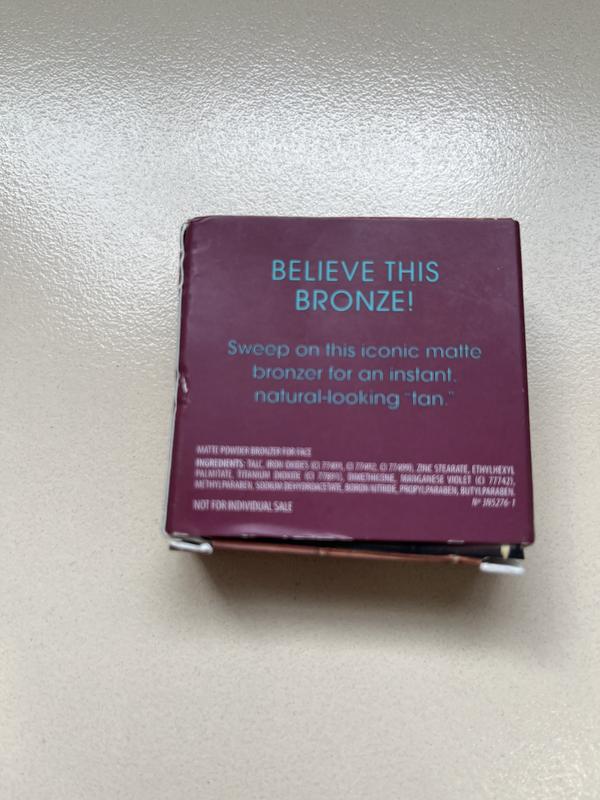 BELIEVE THIS
BRONZE!
Sweep on this iconic matte
bronzer for an instant,
natural-looking "tan."
MATTE POWDER BRONZER FOR FACE
INGREDIENTS: TALC, IRON OXIDES (CI 77491, CI 77492, CI 77499), ZINC STEARATE, ETHYLHEXYL
PALMITATE, TITANIUM DIOXIDE (CI 77891), DIMETHICONE, MANGANESE VIOLET (CI 77742),
METHYLPARABEN, SODIUM DEHYDROACETATE, BORON NITRIDE, PROPYLPARABEN, BUTYLPARABEN.
N° IN5276-1
NOT FOR INDIVIDUAL SALE